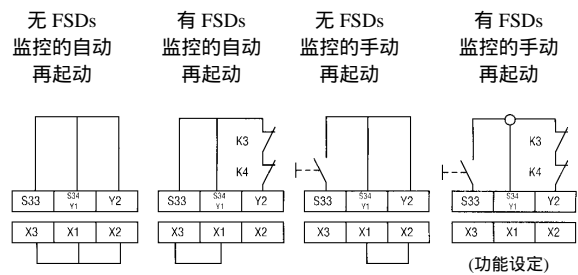 无 FSDs
监控的自动
再起动
有 FSDs
监控的自动
再起动
无 FSDs
监控的手动
再起动
有 FSDs
监控的手动
再起动
S33 S34 Y1 Y2
X3 X1 X2
K3
K4
S33 S34 Y1 Y2
X3 X1 X2
S33 S34 Y1 Y2
X3 X1 X2
K3
K4
S33 S34 Y1 Y2
X3 X1 X2
(功能设定)